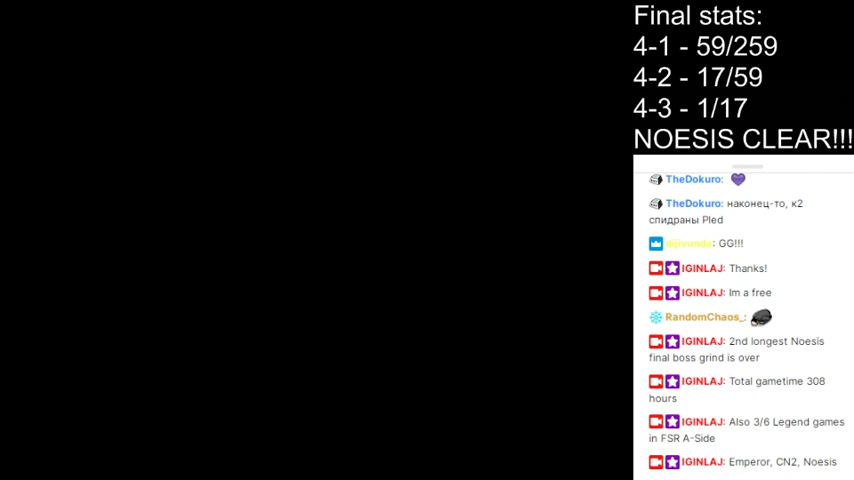 Final stats:
4-1 - 59/259
4-2 - 17/59
4-3 - 1/17
NOESIS CLEAR!!!
TheDokuro:
TheDokuro: наконец-то, к2
спидраны Pled
dijivunda: GG!!!
IGINLAJ: Thanks!
IGINLAJ: Im a free
RandomChaos_:
IGINLAJ: 2nd longest Noesis
final boss grind is over
IGINLAJ: Total gametime 308
hours
IGINLAJ: Also 3/6 Legend games
in FSR A-Side
IGINLAJ: Emperor, CN2, Noesis